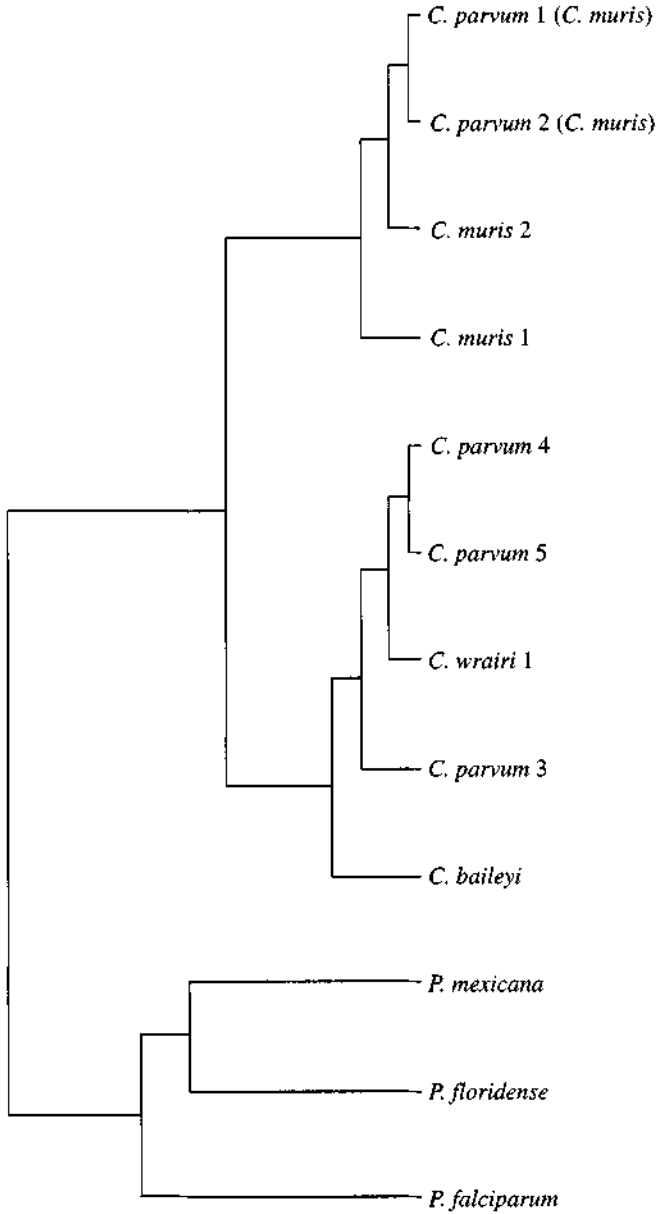 C. parvum 1 (C. muris)
C. parvum 2 (C. muris)
C. muris 2
C. muris 1
C. parvum 4
C. parvum 5
C. wrairi 1
C. parvum 3
C. baileyi
P. mexicana
P. floridense
P. falciparum